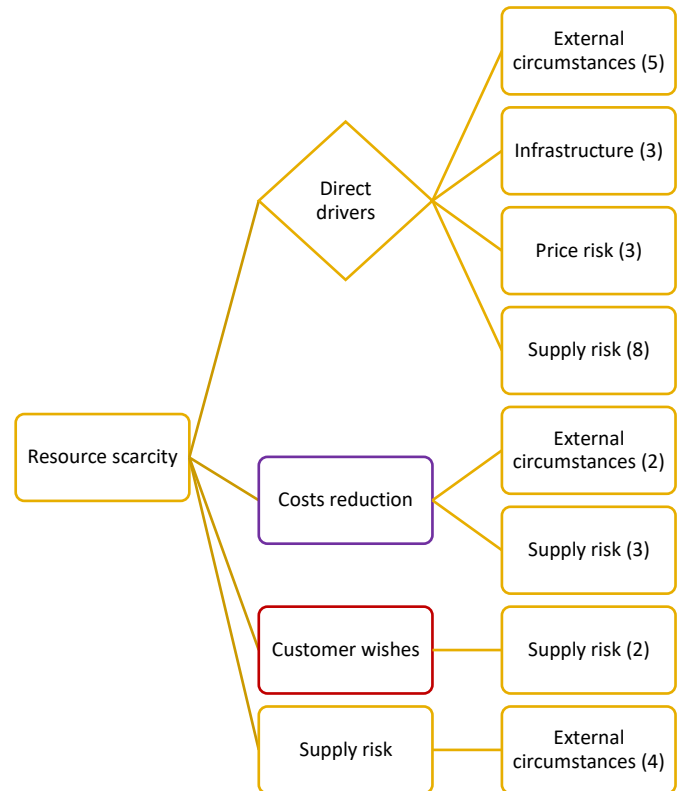 External
circumstances (5)
Infrastructure (3)
Direct
drivers
Price risk (3)
Supply risk (8)
Resource scarcity
External
circumstances (2)
Costs reduction
Supply risk (3)
Customer wishes
Supply risk (2)
Supply risk
External
circumstances (4)